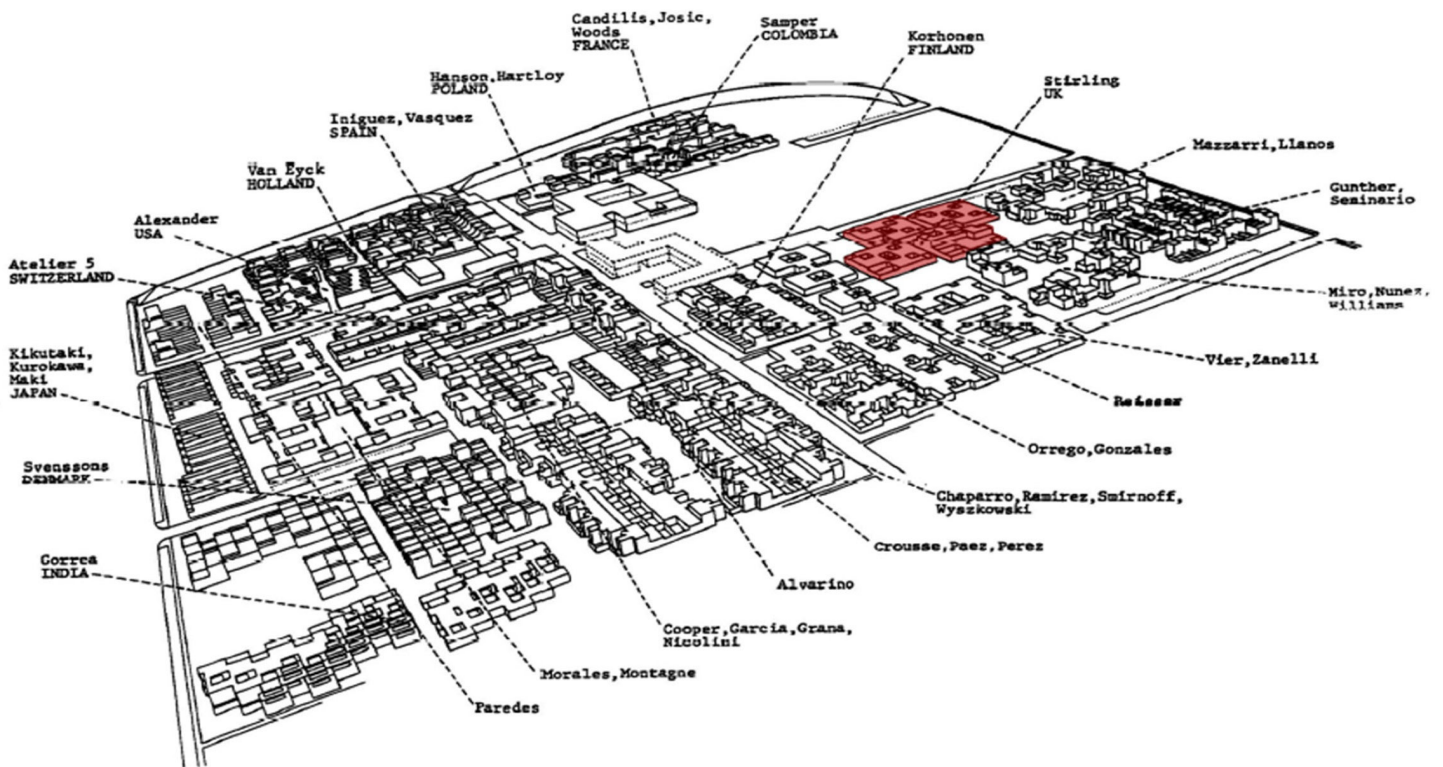 Candilis,Josic,
Woods
FRANCE
Samper
COLOMBIA
Korhonen
FINLAND
Hanson,Hartloy
POLAND
Stirling
UK
Iniguez,Vasquez
SPAIN
Mazzarri,Llanos
Van Eyck
HOLLAND
Gunther,
Seminario
Alexander
USA
Atelier 5
SWITZERLAND
Miro,Nunez,
Williams
Kikutaki,
Kurokawa,
Maki
JAPAN
Vier,Zanelli
Orrego,Gonzales
Svenssons
DENMARK
Chaparro,Ramirez,Smirnoff,
Wyszkowski
Crousse,Paez,Perez
INDIA
Alvarino
Cooper,Garcia,Grana,
Nicolini
Morales,Montagne
Paredes